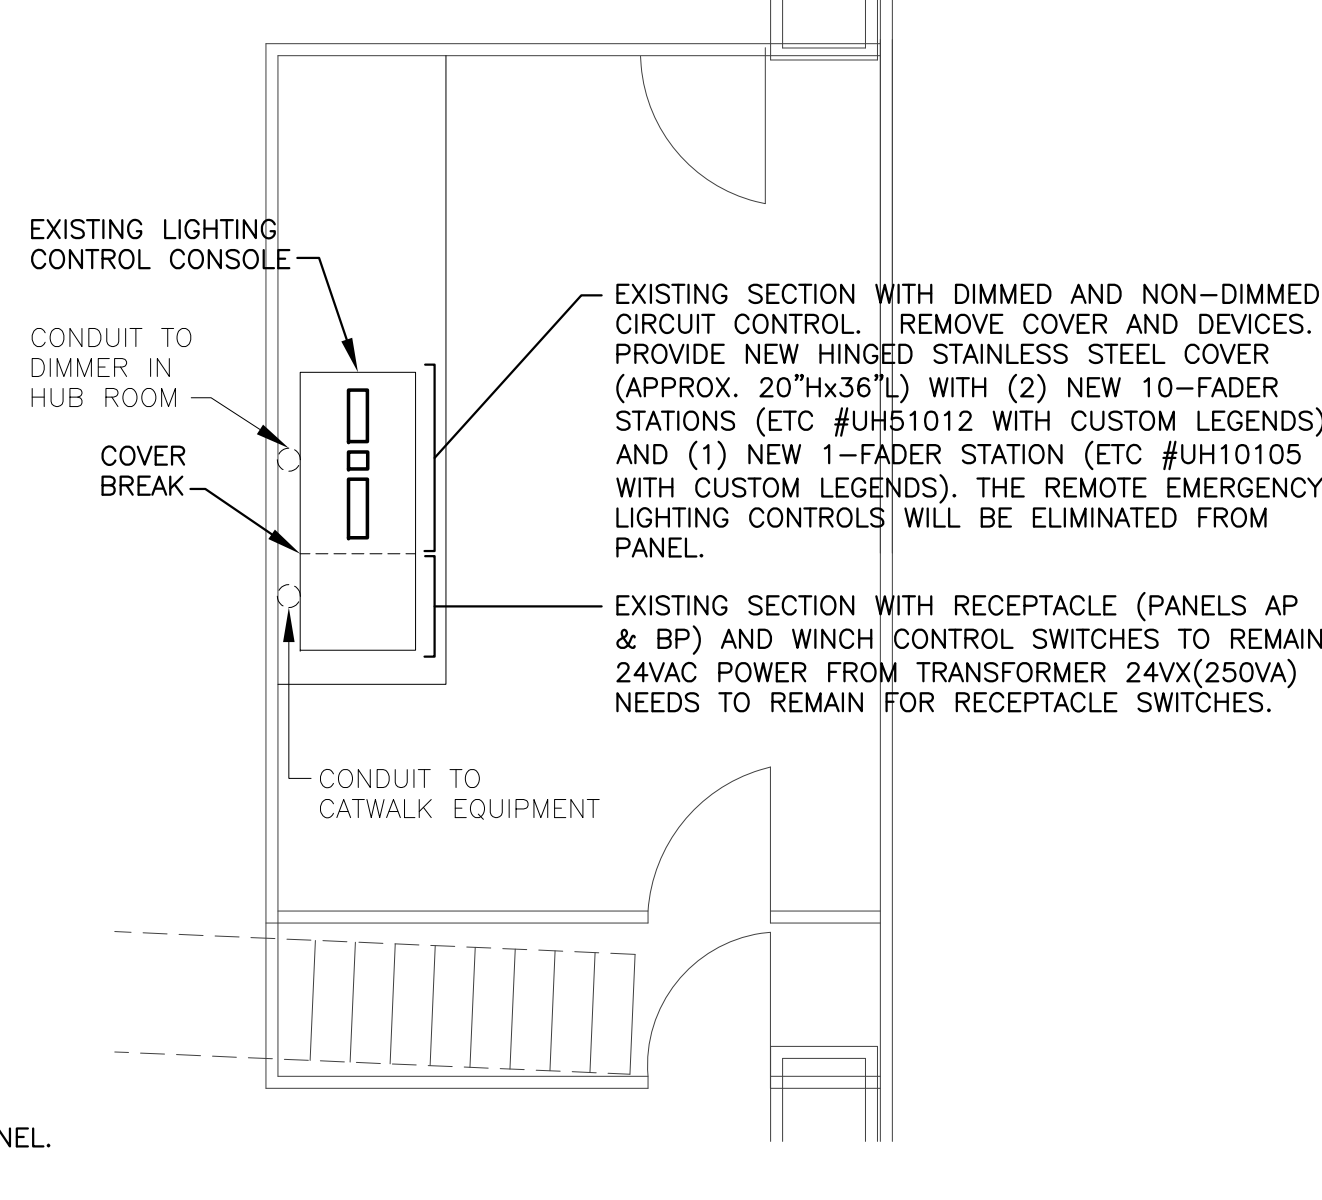 EXISTING LIGHTING
CONTROL CONSOLE
CONDUIT TO
DIMMER IN
HUB ROOM
COVER
BREAK
EXISTING SECTION WITH DIMMED AND NON-DIMMED
CIRCUIT CONTROL. REMOVE COVER AND DEVICES.
PROVIDE NEW HINGED STAINLESS STEEL COVER
(APPROX. 20"Hx36"L) WITH (2) NEW 10-FADER
STATIONS (ETC #UH51012 WITH CUSTOM LEGENDS)
AND (1) NEW 1-FADER STATION (ETC #UH10105
WITH CUSTOM LEGENDS). THE REMOTE EMERGENCY
LIGHTING CONTROLS WILL BE ELIMINATED FROM
PANEL.
EXISTING SECTION WITH RECEPTACLE (PANELS AP
& BP) AND WINCH CONTROL SWITCHES TO REMAIN
24VAC POWER FROM TRANSFORMER 24VX(250VA)
NEEDS TO REMAIN FOR RECEPTACLE SWITCHES.
CONDUIT TO
CATWALK EQUIPMENT
NEL.